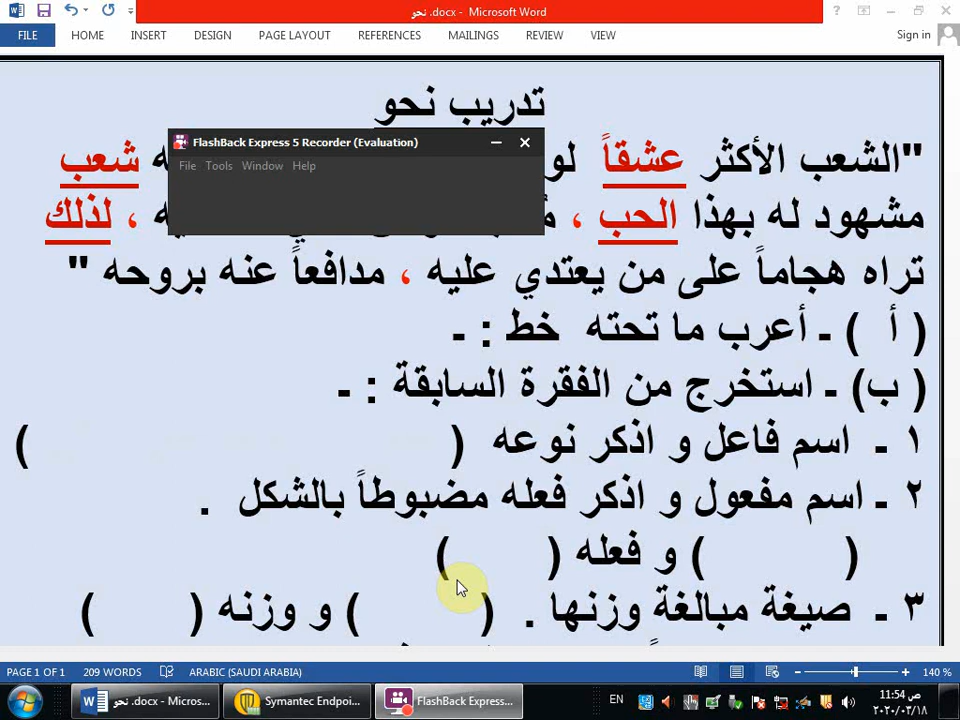 نحو .docx - Microsoft Word
FILE HOME INSERT DESIGN PAGE LAYOUT REFERENCES MAILINGS REVIEW VIEW Sign in
تدريب نحو
FlashBack Express 5 Recorder (Evaluation)
File Tools Window Help
"الشعب الأكثر عشقاً لو شعب
مشهود له بهذا الحب ، ، لذلك
تراه هجاماً على من يعتدي عليه ، مدافعاً عنه بروحه "
( أ ) ـ أعرب ما تحته خط : ـ
( ب) ـ استخرج من الفقرة السابقة : ـ
١ ـ اسم فاعل و اذكر نوعه ( )
٢ ـ اسم مفعول و اذكر فعله مضبوطاً بالشكل .
( ) و فعله ( )
٣ ـ صيغة مبالغة وزنها . ( ) و وزنه ( )
PAGE 1 OF 1 209 WORDS ARABIC (SAUDI ARABIA) 140 %
نحو .docx - Micros... Symantec Endpoi... FlashBack Express... EN 11:54 ص
٢٠٢٠/٠٣/١٨